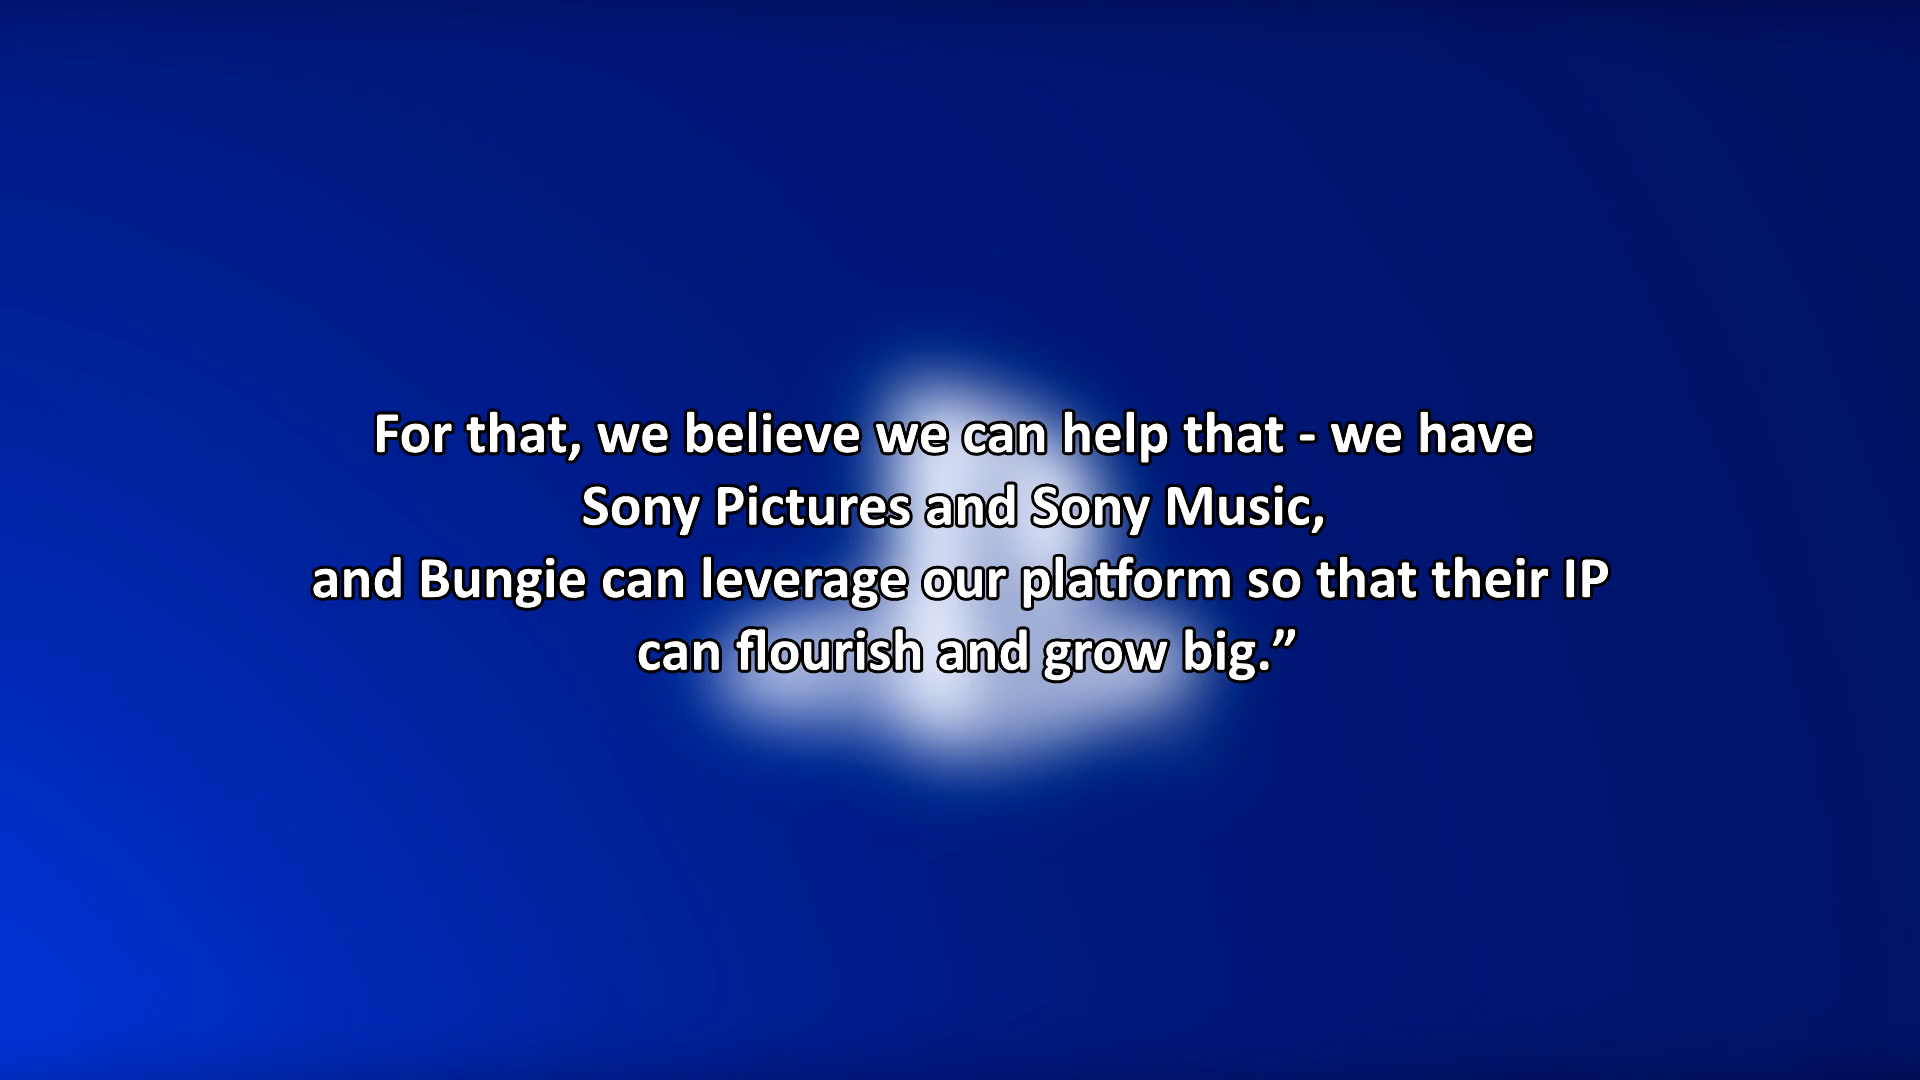 For that, we believe we can help that - we have
Sony Pictures and Sony Music,
and Bungie can leverage our platform so that their IP
can flourish and grow big.”